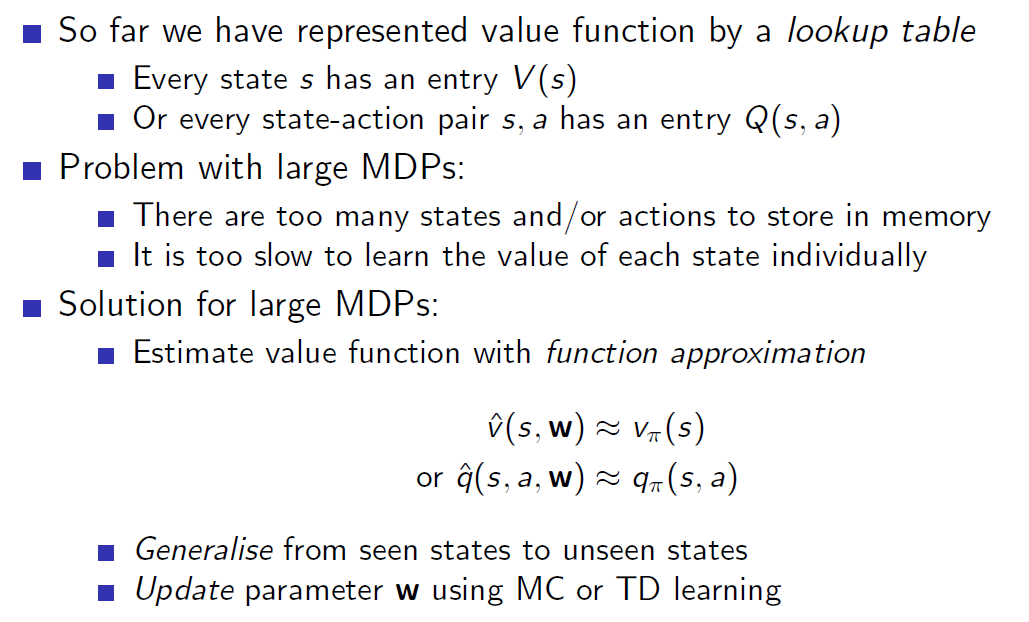 So far we have represented value function by a lookup table
Every state s has an entry V(s)
Or every state-action pair s, a has an entry Q(s, a)
Problem with large MDPs:
There are too many states and/or actions to store in memory
It is too slow to learn the value of each state individually
Solution for large MDPs:
Estimate value function with function approximation
v̂(s, w) ≈ vπ(s)
or q̂(s, a, w) ≈ qπ(s, a)
Generalise from seen states to unseen states
Update parameter w using MC or TD learning